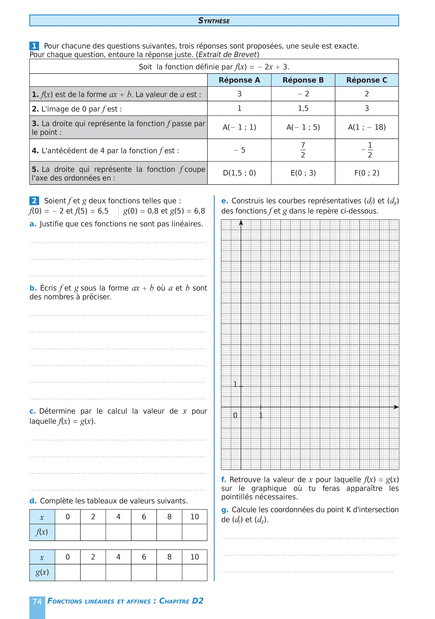 SYNTHÈSE
1 Pour chacune des questions suivantes, trois réponses sont proposées, une seule est exacte.
Pour chaque question, entoure la réponse juste. (Extrait de Brevet)
Soit la fonction définie par f(x) = − 2x + 3.
Réponse A Réponse B Réponse C
1. f(x) est de la forme ax + b. La valeur de a est : 3 − 2 2
2. L'image de 0 par f est : 1 1,5 3
3. La droite qui représente la fonction f passe par
le point : A(− 1 ; 1) A(− 1 ; 5) A(1 ; − 18)
4. L'antécédent de 4 par la fonction f est : − 5 7/2 −1/2
5. La droite qui représente la fonction f coupe
l'axe des ordonnées en : D(1,5 ; 0) E(0 ; 3) F(0 ; 2)
2 Soient f et g deux fonctions telles que :
f(0) = − 2 et f(5) = 6,5 | g(0) = 0,8 et g(5) = 6,8
a. Justifie que ces fonctions ne sont pas linéaires.
b. Écris f et g sous la forme ax + b où a et b sont
des nombres à préciser.
c. Détermine par le calcul la valeur de x pour
laquelle f(x) = g(x).
d. Complète les tableaux de valeurs suivants.
x 0 2 4 6 8 10
f(x)
x 0 2 4 6 8 10
g(x)
e. Construis les courbes représentatives (df) et (dg)
des fonctions f et g dans le repère ci-dessous.
1
0 1
f. Retrouve la valeur de x pour laquelle f(x) = g(x)
sur le graphique où tu feras apparaître les
pointillés nécessaires.
g. Calcule les coordonnées du point K d'intersection
de (df) et (dg).
74 FONCTIONS LINÉAIRES ET AFFINES : CHAPITRE D2